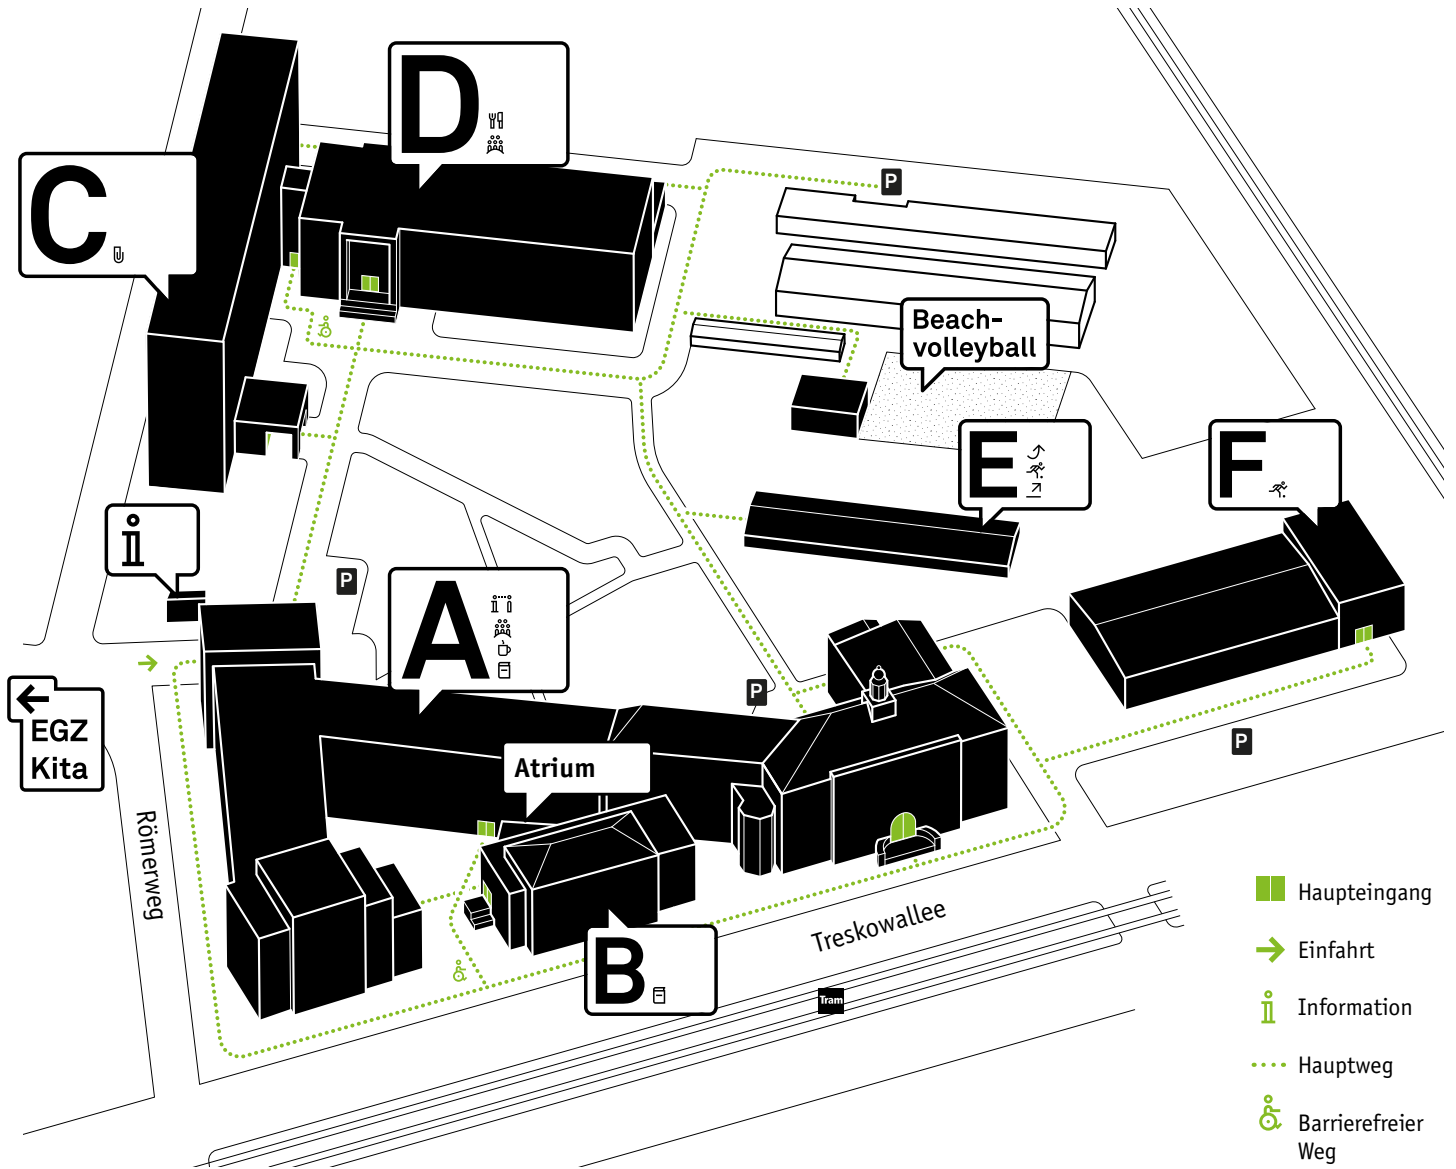 D
C
P
Beach-
volleyball
E
F
i
P
A
P
P
EGZ
Kita
Atrium
Römerweg
B
Treskowallee
Tram
Haupteingang
Einfahrt
i
Information
Hauptweg
Barrierefreier
Weg